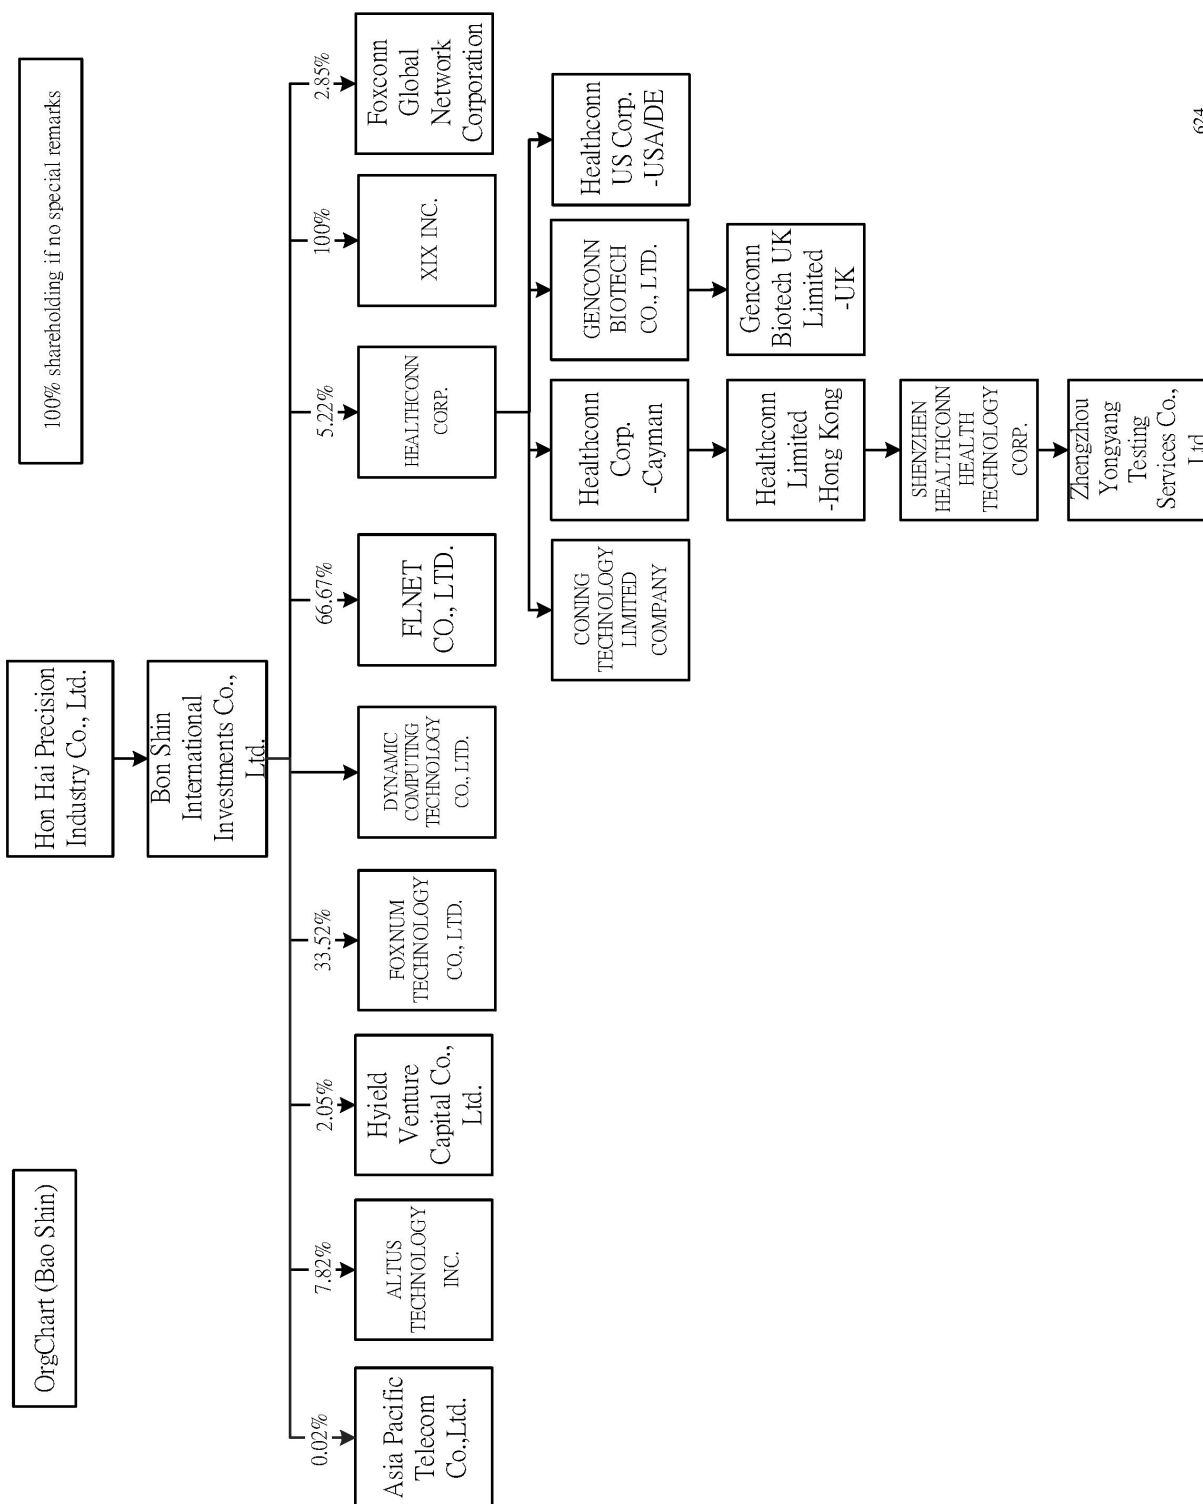 OrgChart (Bao Shin)
100% shareholding if no special remarks
Hon Hai Precision
Industry Co., Ltd.
Bon Shin
International
Investments Co.,
Ltd.
0.02%
7.82%
2.05%
33.52%
66.67%
5.22%
100%
2.85%
Asia Pacific
Telecom
Co.,Ltd.
ALTUS
TECHNOLOGY
INC.
Hyield
Venture
Capital Co.,
Ltd.
FOXNUM
TECHNOLOGY
CO., LTD.
DYNAMIC
COMPUTING
TECHNOLOGY
CO., LTD.
FLNET
CO., LTD.
HEALTHCONN
CORP.
XIX INC.
Foxconn
Global
Network
Corporation
CONING
TECHNOLOGY
LIMITED
COMPANY
Healthconn
Corp.
-Cayman
GENCONN
BIOTECH
CO., LTD.
Healthconn
US Corp.
-USA/DE
Healthconn
Limited
-Hong Kong
Genconn
Biotech UK
Limited
-UK
SHENZHEN
HEALTHCONN
HEALTH
TECHNOLOGY
CORP.
Zhengzhou
Yongyang
Testing
Services Co.,
Ltd
624